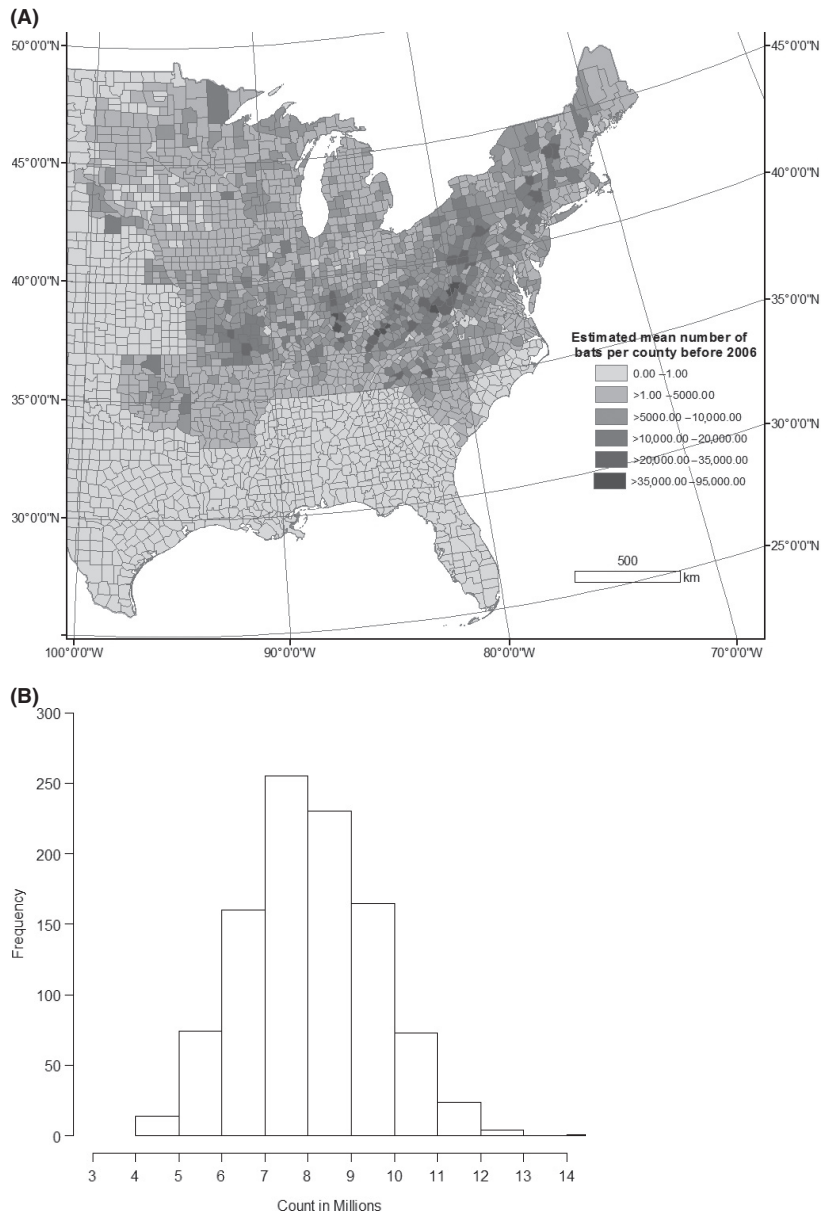 (A)
50°0'0"N
45°0'0"N
40°0'0"N
35°0'0"N
30°0'0"N
45°0'0"N
40°0'0"N
35°0'0"N
30°0'0"N
25°0'0"N
Estimated mean number of
bats per county before 2006
0.00 –1.00
>1.00 –5000.00
>5000.00 –10,000.00
>10,000.00 –20,000.00
>20,000.00 –35,000.00
>35,000.00 –95,000.00
500
km
100°0'0"W
90°0'0"W
80°0'0"W
70°0'0"W
(B)
300
250
200
150
100
50
0
Frequency
3 4 5 6 7 8 9 10 11 12 13 14
Count in Millions